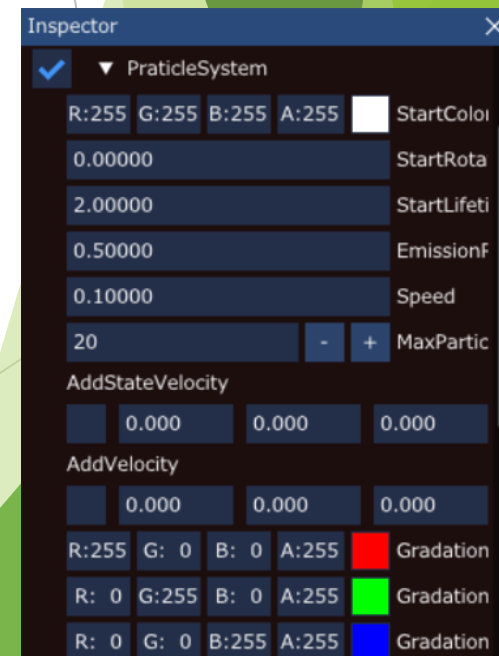 Inspector
PraticleSystem
R:255 G:255 B:255 A:255 StartColor
0.00000 StartRota
2.00000 StartLifeti
0.50000 Emission
0.10000 Speed
20 - + MaxPartic
AddStateVelocity
0.000 0.000 0.000
AddVelocity
0.000 0.000 0.000
R:255 G: 0 B: 0 A:255 Gradation
R: 0 G:255 B: 0 A:255 Gradation
R: 0 G: 0 B:255 A:255 Gradation